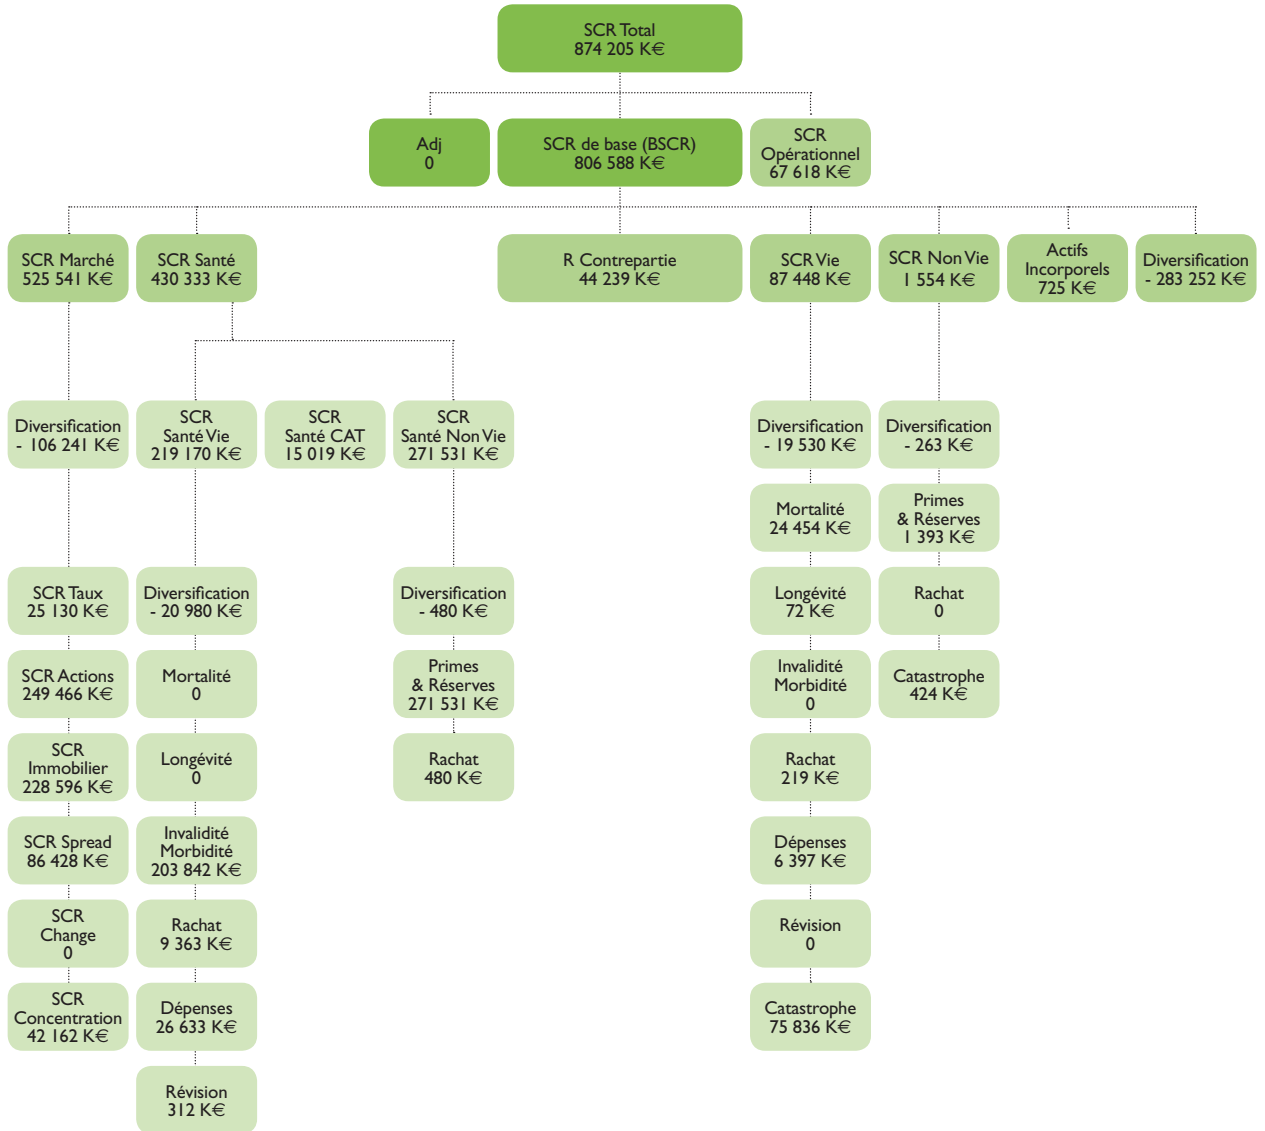 SCR Total
874 205 K€
Adj
0
SCR de base (BSCR)
806 588 K€
SCR
Opérationnel
67 618 K€
SCR Marché
525 541 K€
SCR Santé
430 333 K€
R Contrepartie
44 239 K€
SCR Vie
87 448 K€
SCR Non Vie
1 554 K€
Actifs
Incorporels
725 K€
Diversification
- 283 252 K€
Diversification
- 106 241 K€
SCR
Santé Vie
219 170 K€
SCR
Santé CAT
15 019 K€
SCR
Santé Non Vie
271 531 K€
Diversification
- 19 530 K€
Diversification
- 263 K€
Mortalité
24 454 K€
Primes
& Réserves
1 393 K€
SCR Taux
25 130 K€
Diversification
- 20 980 K€
Diversification
- 480 K€
Longévité
72 K€
Rachat
0
SCR Actions
249 466 K€
Mortalité
0
Primes
& Réserves
271 531 K€
Invalidité
Morbidité
0
Catastrophe
424 K€
SCR
Immobilier
228 596 K€
Longévité
0
Rachat
480 K€
Rachat
219 K€
SCR Spread
86 428 K€
Invalidité
Morbidité
203 842 K€
Dépenses
6 397 K€
SCR
Change
0
Rachat
9 363 K€
Révision
0
SCR
Concentration
42 162 K€
Dépenses
26 633 K€
Catastrophe
75 836 K€
Révision
312 K€